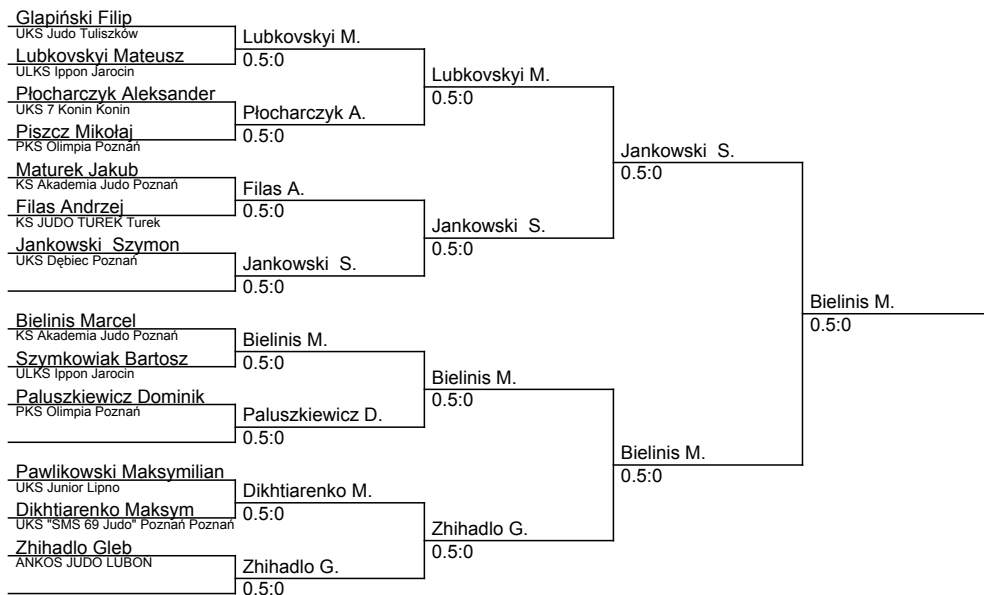 Glapiński Filip
UKS Judo Tuliszków
Lubkovskyi Mateusz
ULKS Ippon Jarocin
Płocharczyk Aleksander
UKS 7 Konin Konin
Piszcz Mikołaj
PKS Olimpia Poznań
Maturek Jakub
KS Akademia Judo Poznań
Filas Andrzej
KS JUDO TUREK Turek
Jankowski  Szymon
UKS Dębiec Poznań
Bielinis Marcel
KS Akademia Judo Poznań
Szymkowiak Bartosz
ULKS Ippon Jarocin
Paluszkiewicz Dominik
PKS Olimpia Poznań
Pawlikowski Maksymilian
UKS Junior Lipno
Dikhtiarenko Maksym
UKS "SMS 69 Judo" Poznań Poznań
Zhihadlo Gleb
ANKOS JUDO LUBOŃ
Lubkovskyi M.
0.5:0
Płocharczyk A.
0.5:0
Filas A.
0.5:0
Jankowski  S.
0.5:0
Bielinis M.
0.5:0
Paluszkiewicz D.
0.5:0
Dikhtiarenko M.
0.5:0
Zhihadlo G.
0.5:0
Lubkovskyi M.
0.5:0
Jankowski  S.
0.5:0
Bielinis M.
0.5:0
Zhihadlo G.
0.5:0
Jankowski  S.
0.5:0
Bielinis M.
0.5:0
Bielinis M.
0.5:0